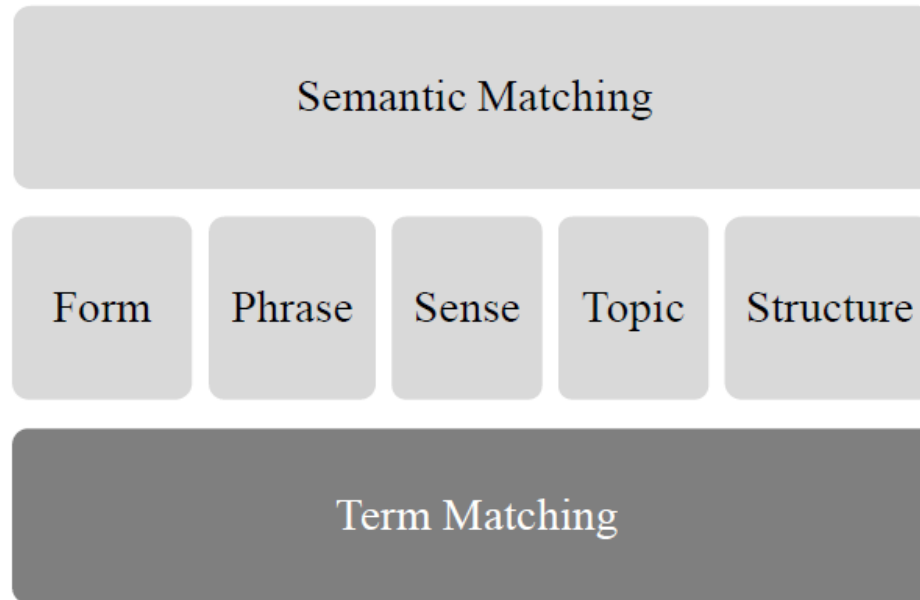 Semantic Matching
Form Phrase Sense Topic Structure
Term Matching